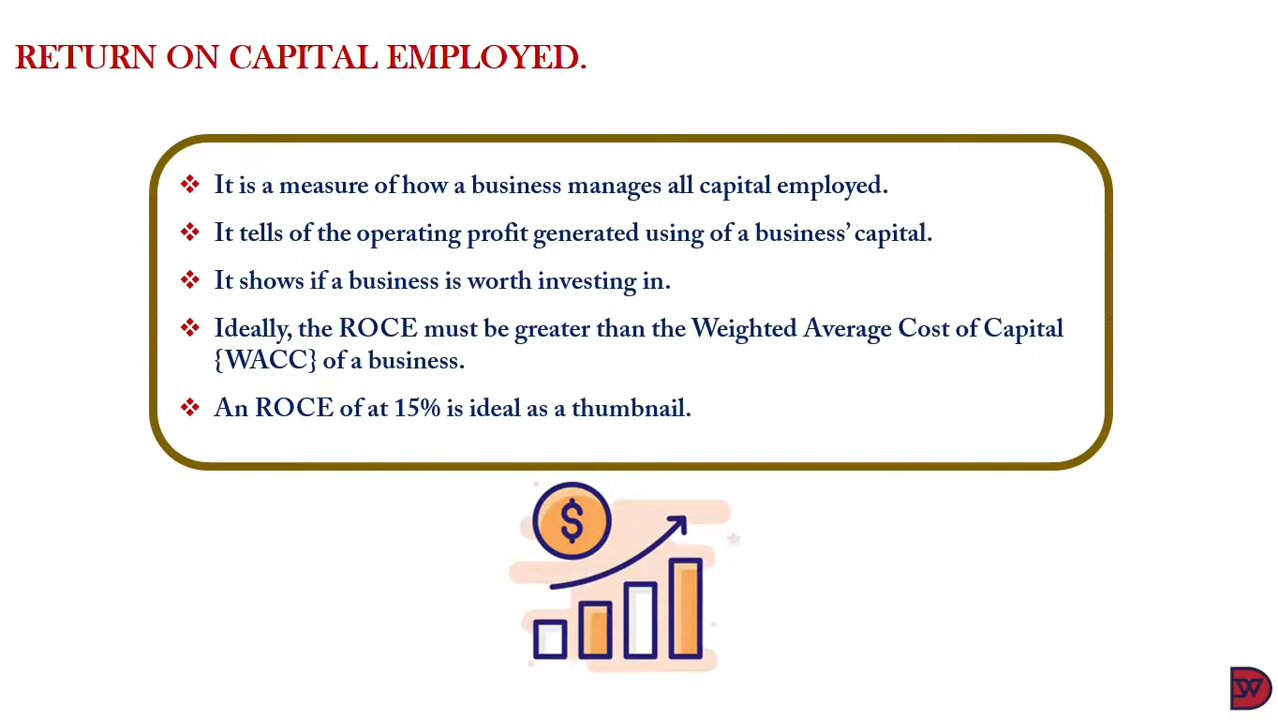 RETURN ON CAPITAL EMPLOYED.
It is a measure of how a business manages all capital employed.
It tells of the operating profit generated using of a business’ capital.
It shows if a business is worth investing in.
Ideally, the ROCE must be greater than the Weighted Average Cost of Capital
{WACC} of a business.
An ROCE of at 15% is ideal as a thumbnail.
$
DW